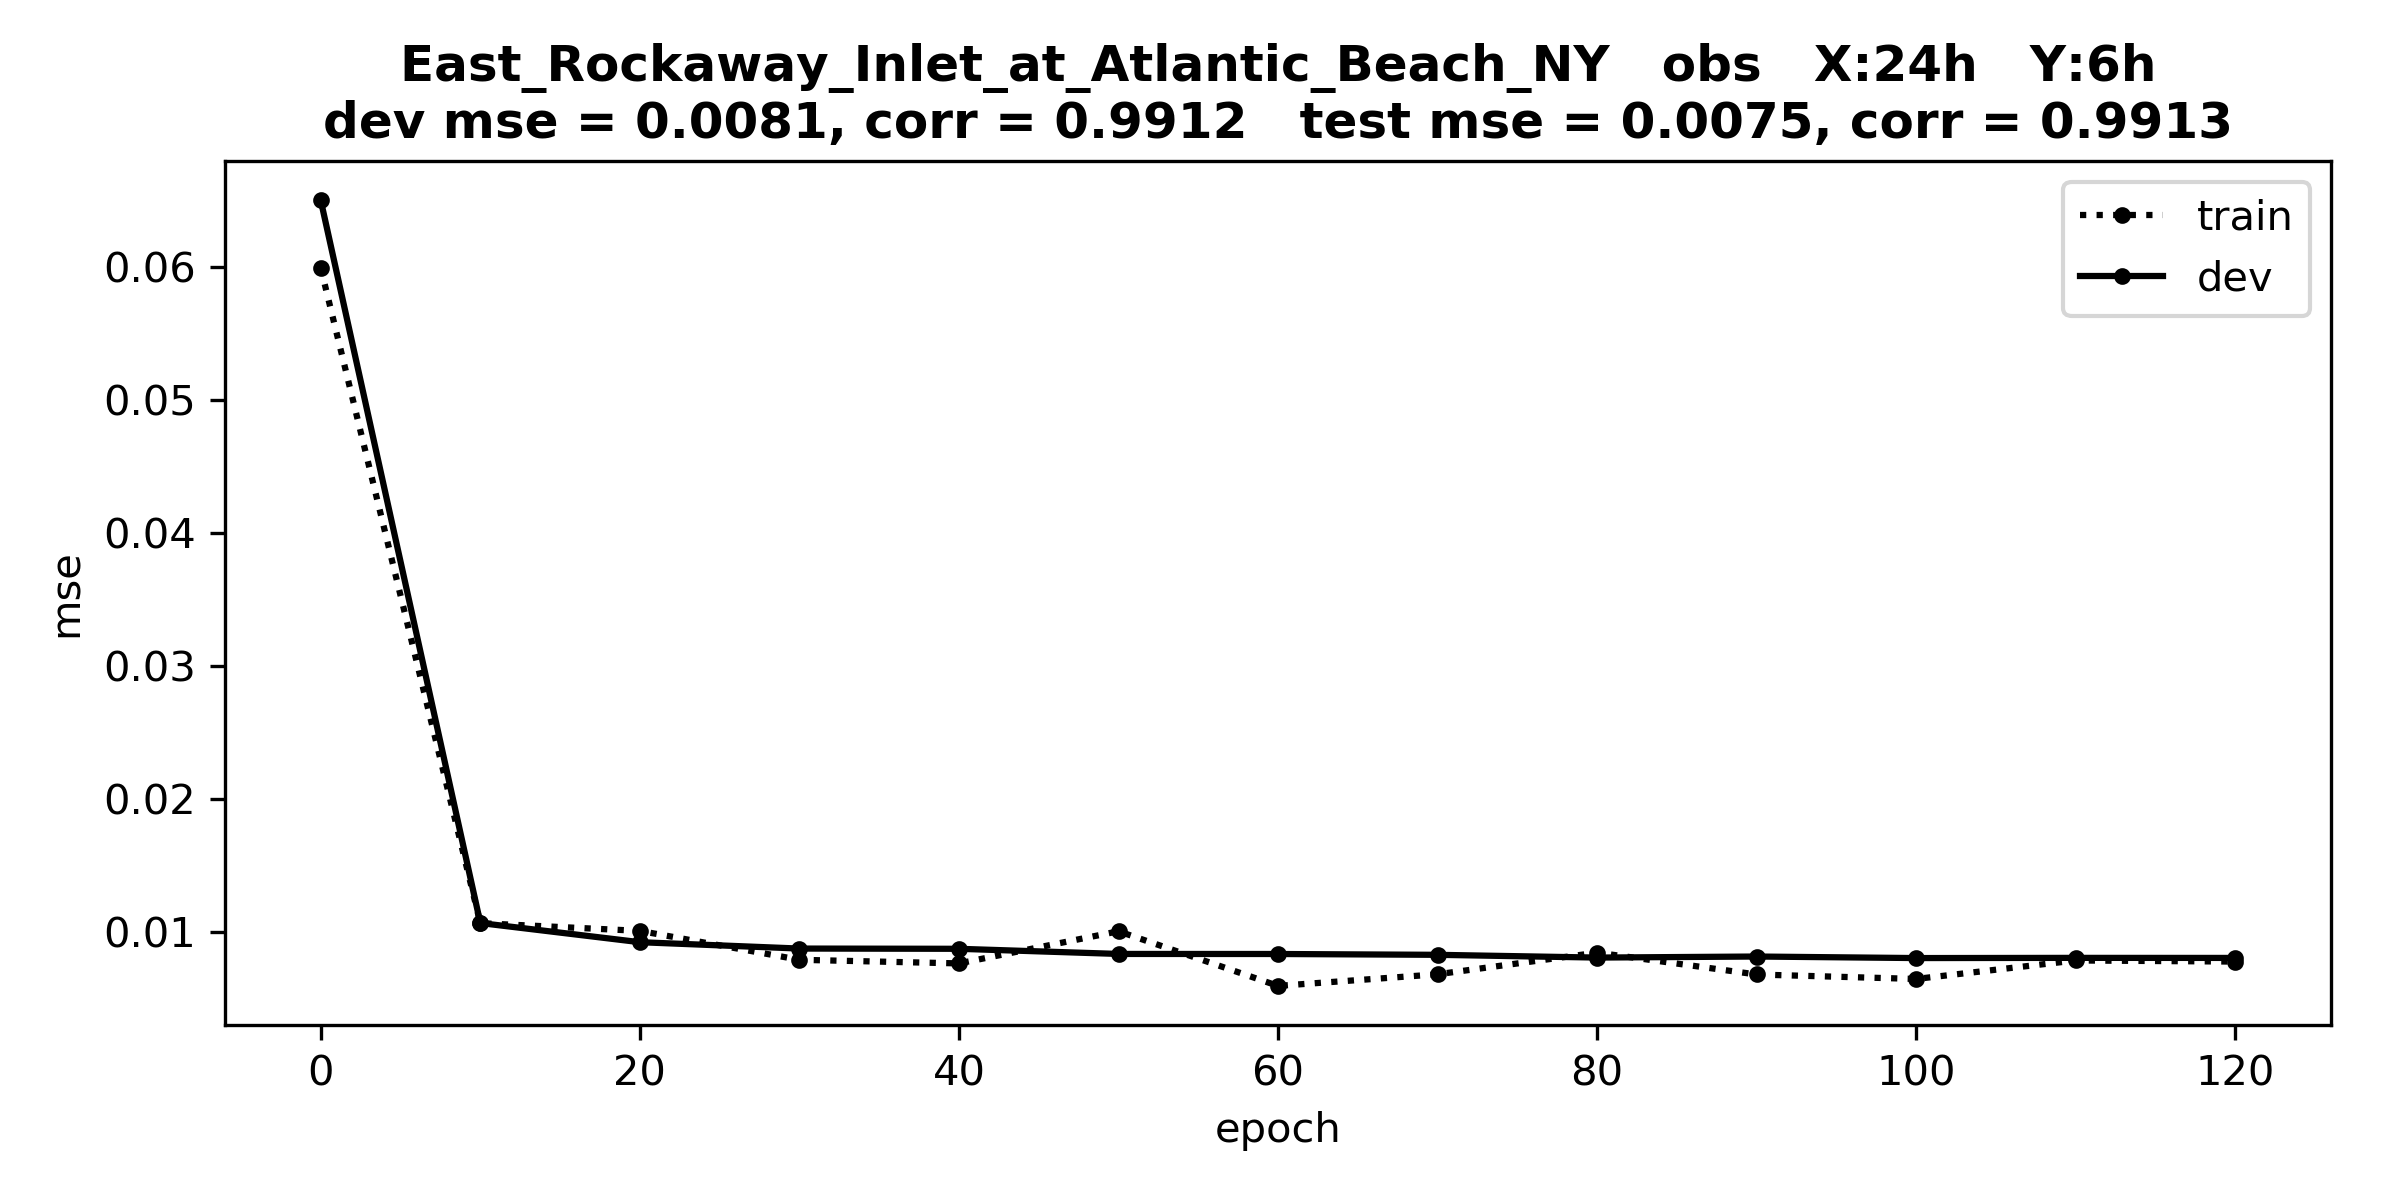 East_Rockaway_Inlet_at_Atlantic_Beach_NY   obs   X:24h   Y:6h
dev mse = 0.0081, corr = 0.9912   test mse = 0.0075, corr = 0.9913
train
dev
0.06
0.05
0.04
0.03
0.02
0.01
mse
0 20 40 60 80 100 120
epoch